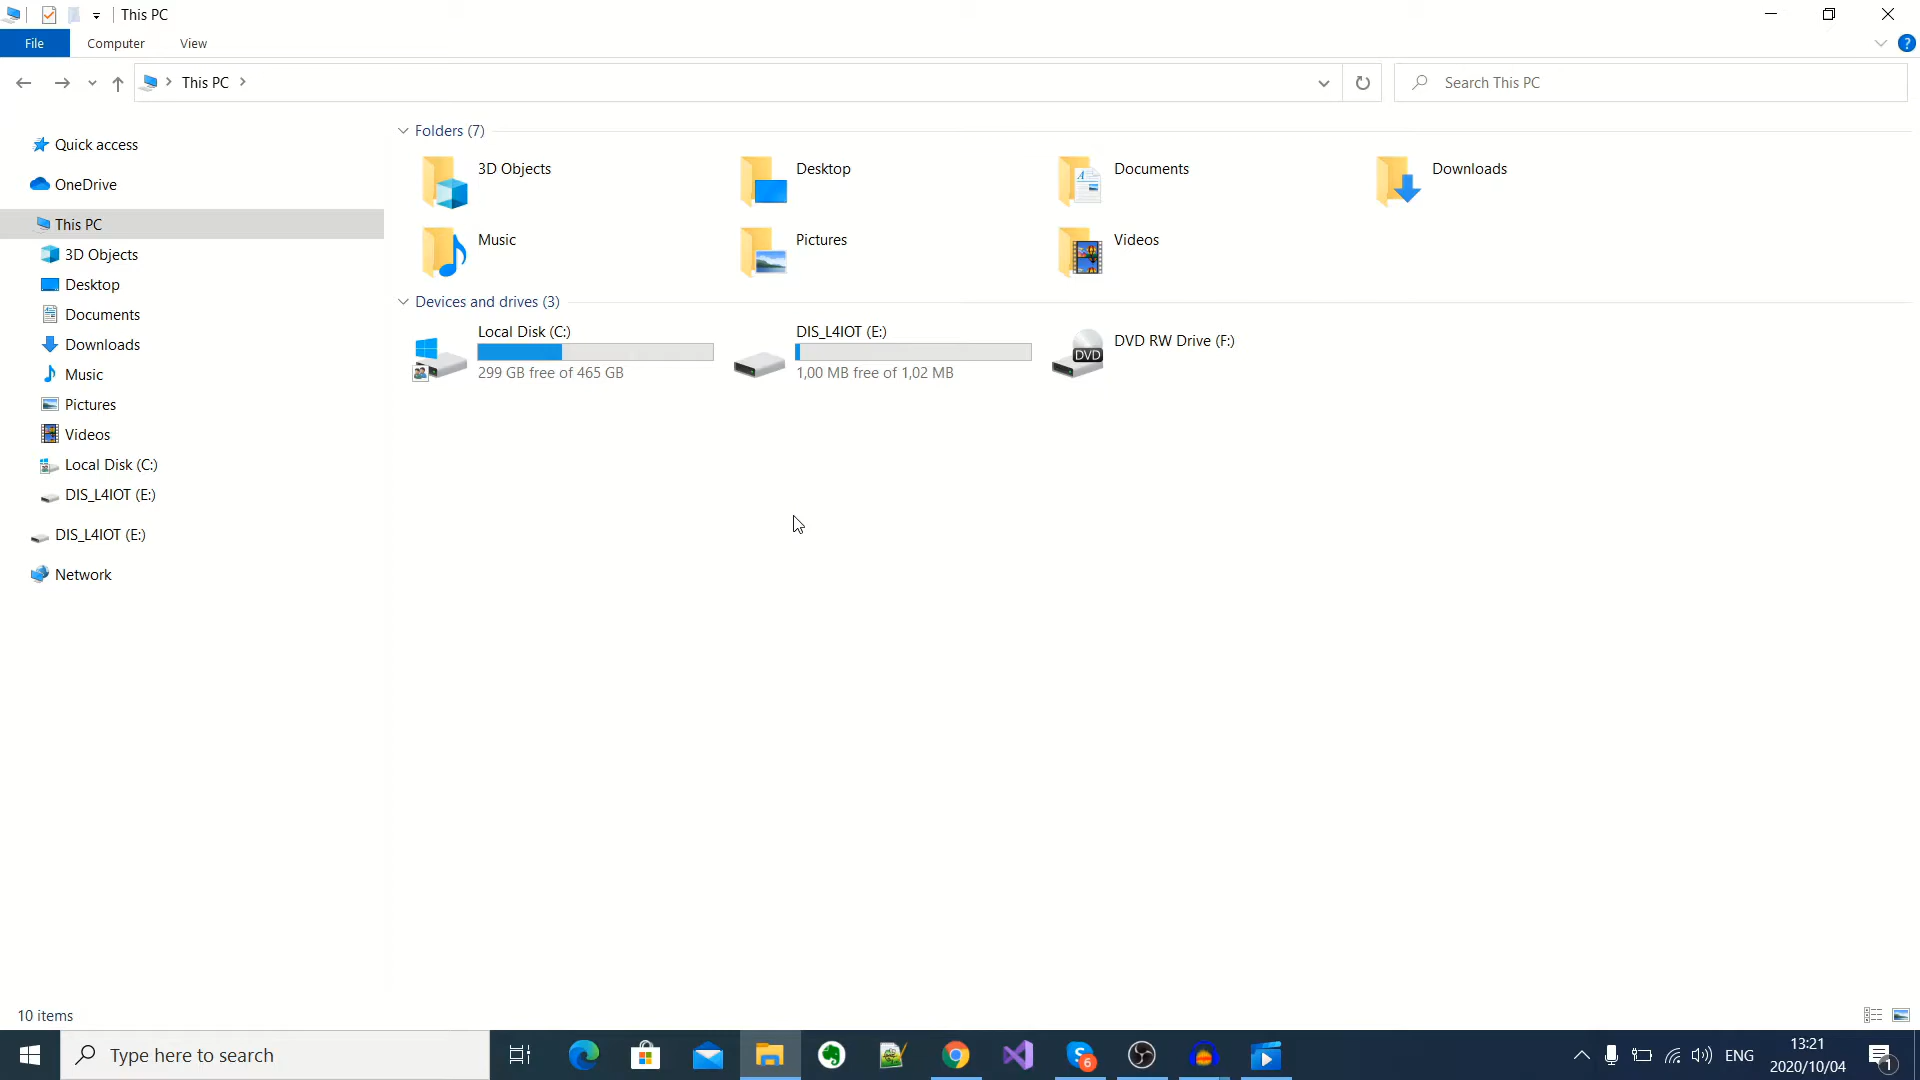 This PC
File
Computer
View
This PC
Search This PC
Quick access
OneDrive
This PC
3D Objects
Desktop
Documents
Downloads
Music
Pictures
Videos
Local Disk (C:)
DIS_L4IOT (E:)
DIS_L4IOT (E:)
Network
Folders (7)
3D Objects
Desktop
Documents
Downloads
Music
Pictures
Videos
Devices and drives (3)
Local Disk (C:)
299 GB free of 465 GB
DIS_L4IOT (E:)
1,00 MB free of 1,02 MB
DVD
DVD RW Drive (F:)
10 items
Type here to search
6
ENG
13:21
2020/10/04
1